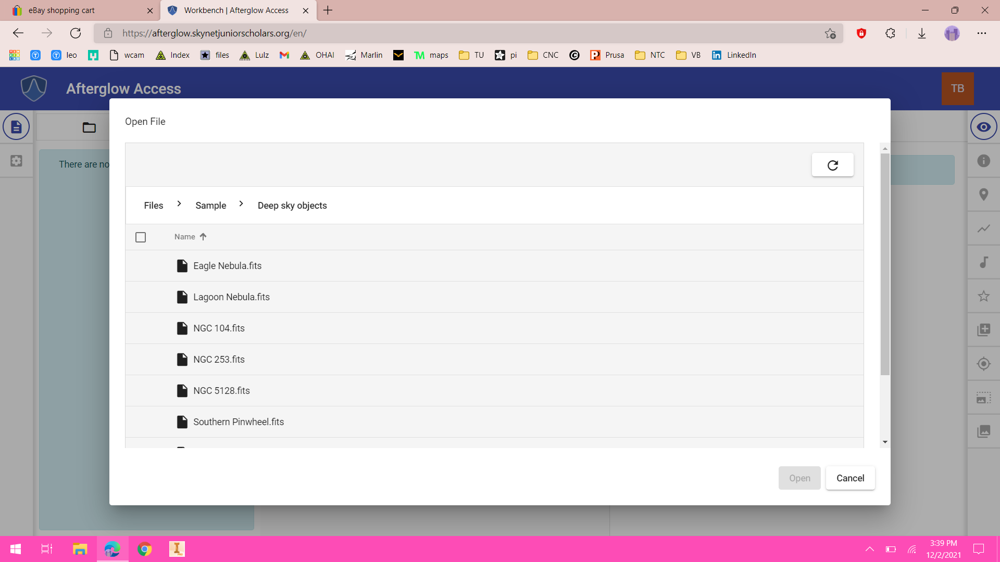 eBay shopping cart
Workbench | Afterglow Access
https://afterglow.skynetjuniorscholars.org/en/
leo wcam Index files Lulz OHAI Marlin maps TU pi CNC Prusa NTC VB LinkedIn
Afterglow Access
TB
Open File
There are no
Files Sample Deep sky objects
Name
Eagle Nebula.fits
Lagoon Nebula.fits
NGC 104.fits
NGC 253.fits
NGC 5128.fits
Southern Pinwheel.fits
Open Cancel
3:39 PM
12/2/2021